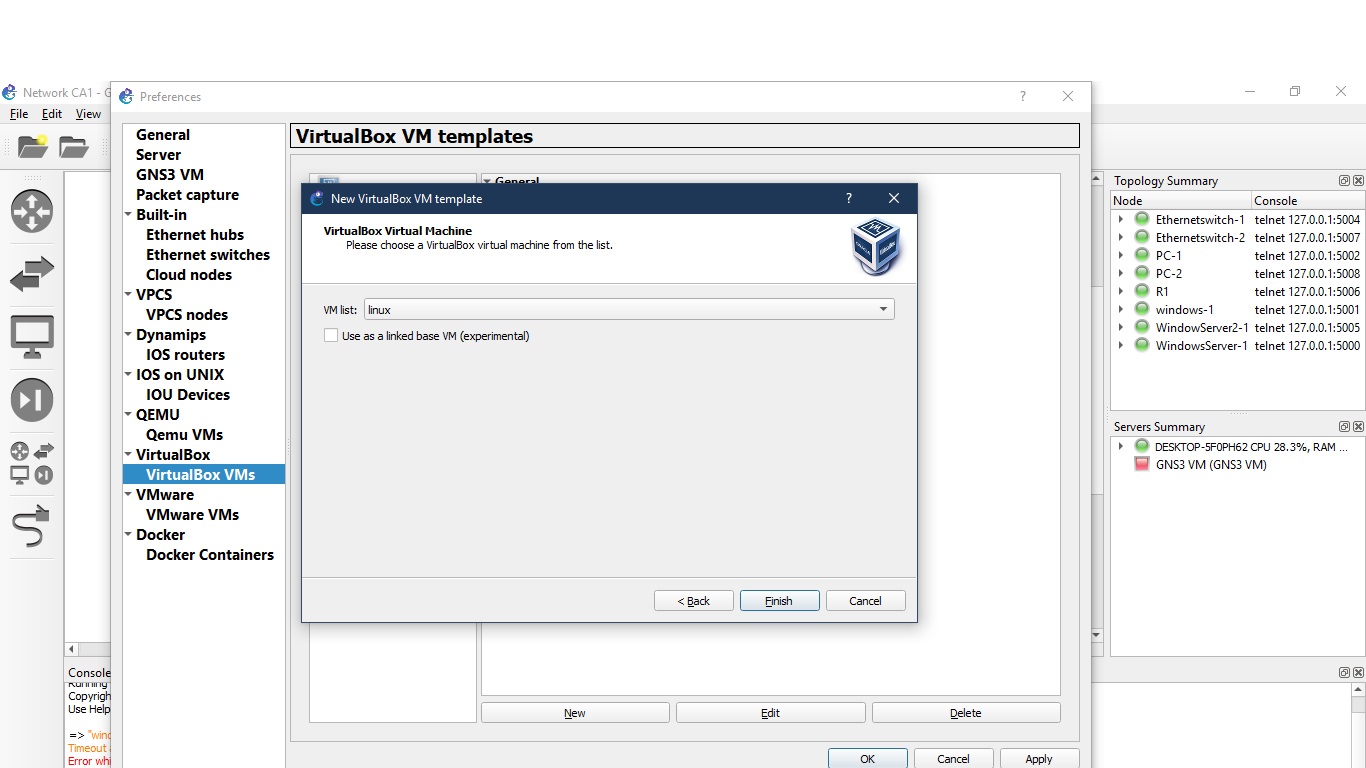 Network CA1 - G
File Edit View
Preferences
?
General
Server
GNS3 VM
Packet capture
Built-in
Ethernet hubs
Ethernet switches
Cloud nodes
VPCS
VPCS nodes
Dynamips
IOS routers
IOS on UNIX
IOU Devices
QEMU
Qemu VMs
VirtualBox
VirtualBox VMs
VMware
VMware VMs
Docker
Docker Containers
VirtualBox VM templates
General
New VirtualBox VM template
?
VirtualBox Virtual Machine
Please choose a VirtualBox virtual machine from the list.
VM list: linux
Use as a linked base VM (experimental)
< Back Finish Cancel
New Edit Delete
OK Cancel Apply
Topology Summary
Node Console
Ethernetswitch-1 telnet 127.0.0.1:5004
Ethernetswitch-2 telnet 127.0.0.1:5007
PC-1 telnet 127.0.0.1:5002
PC-2 telnet 127.0.0.1:5008
R1 telnet 127.0.0.1:5006
windows-1 telnet 127.0.0.1:5001
WindowServer2-1 telnet 127.0.0.1:5005
WindowsServer-1 telnet 127.0.0.1:5000
Servers Summary
DESKTOP-5F0PH62 CPU 28.3%, RAM ...
GNS3 VM (GNS3 VM)
Console
Running
Copyrigh
Use Help
=> "wind
Timeout
Error whi